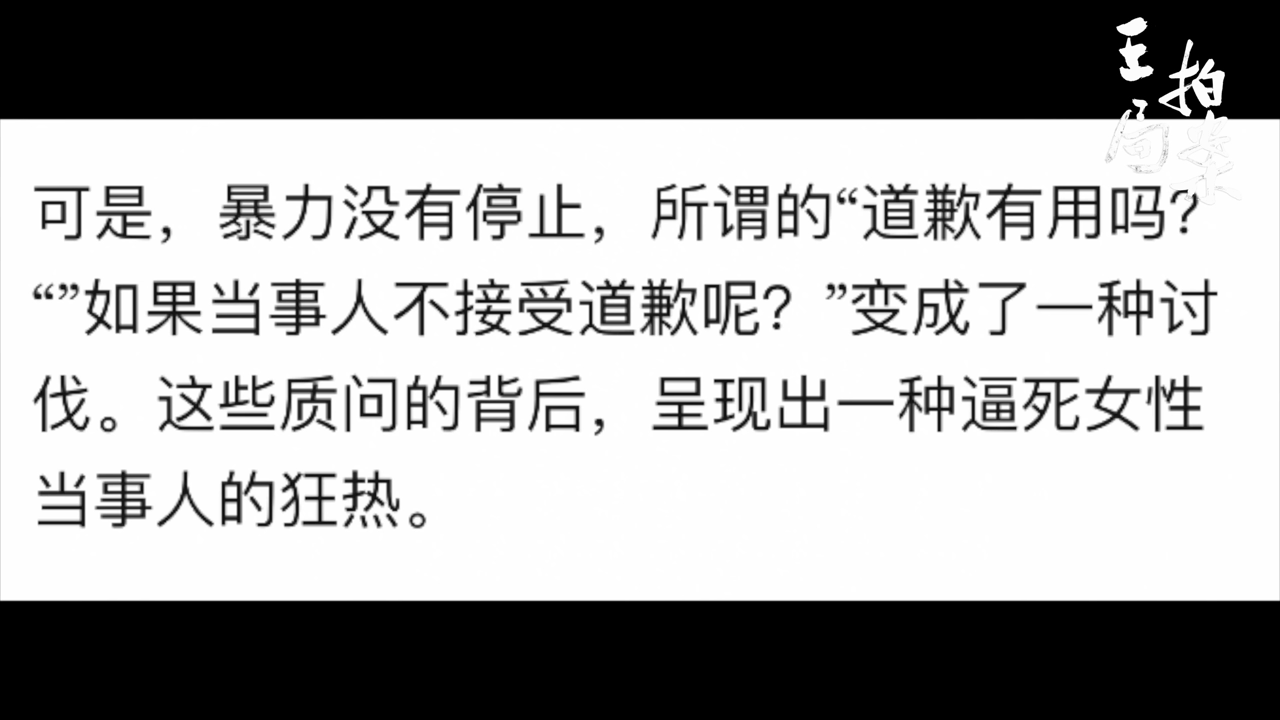 王局拍案
可是，暴力没有停止，所谓的“道歉有用吗？
“”如果当事人不接受道歉呢？”变成了一种讨
伐。这些质问的背后，呈现出一种逼死女性
当事人的狂热。